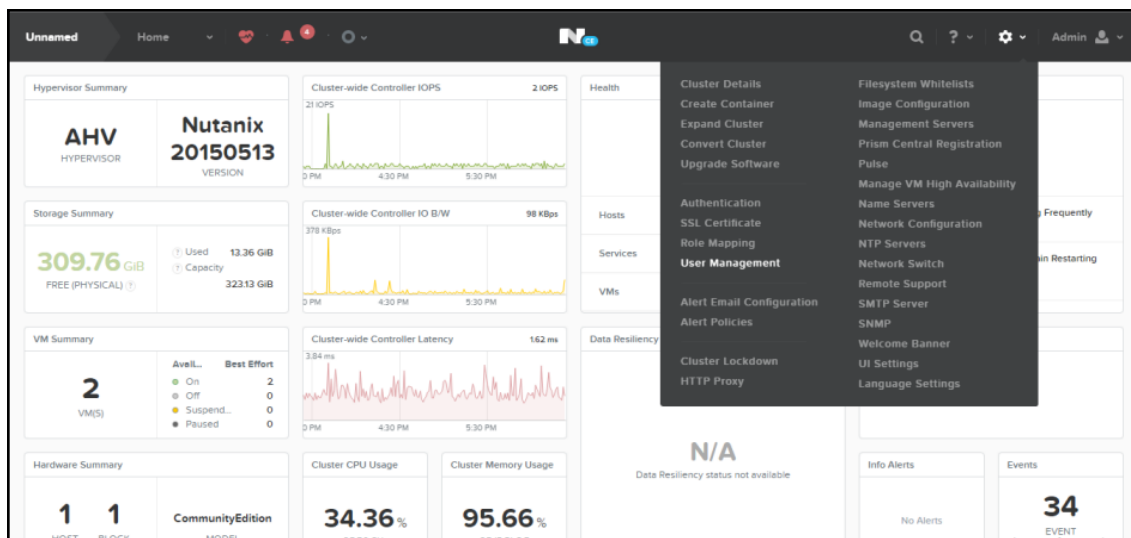 Unnamed
Home
4
N CE
?
Admin
Hypervisor Summary
AHV
HYPERVISOR
Nutanix
20150513
VERSION
Cluster-wide Controller IOPS
2 IOPS
21 IOPS
0 PM
4:30 PM
5:30 PM
Health
Hosts
Services
VMs
Cluster Details
Create Container
Expand Cluster
Convert Cluster
Upgrade Software
Authentication
SSL Certificate
Role Mapping
User Management
Alert Email Configuration
Alert Policies
Cluster Lockdown
HTTP Proxy
Filesystem Whitelists
Image Configuration
Management Servers
Prism Central Registration
Pulse
Manage VM High Availability
Name Servers
Network Configuration
NTP Servers
Network Switch
Remote Support
SMTP Server
SNMP
Welcome Banner
UI Settings
Language Settings
Frequently
Restarting
Storage Summary
309.76 GiB
FREE (PHYSICAL) ?
? Used 13.36 GiB
? Capacity
323.13 GiB
Cluster-wide Controller IO B/W
98 KBps
378 KBps
0 PM
4:30 PM
5:30 PM
VM Summary
2
VM(S)
Avail... Best Effort
On 2
Off 0
Suspend... 0
Paused 0
Cluster-wide Controller Latency
1.62 ms
3.84 ms
0 PM
4:30 PM
5:30 PM
Data Resiliency
N/A
Data Resiliency status not available
Hardware Summary
1
HOST
1
BLOCK
CommunityEdition
MODEL
Cluster CPU Usage
34.36 %
Cluster Memory Usage
95.66 %
Info Alerts
No Alerts
Events
34
EVENT